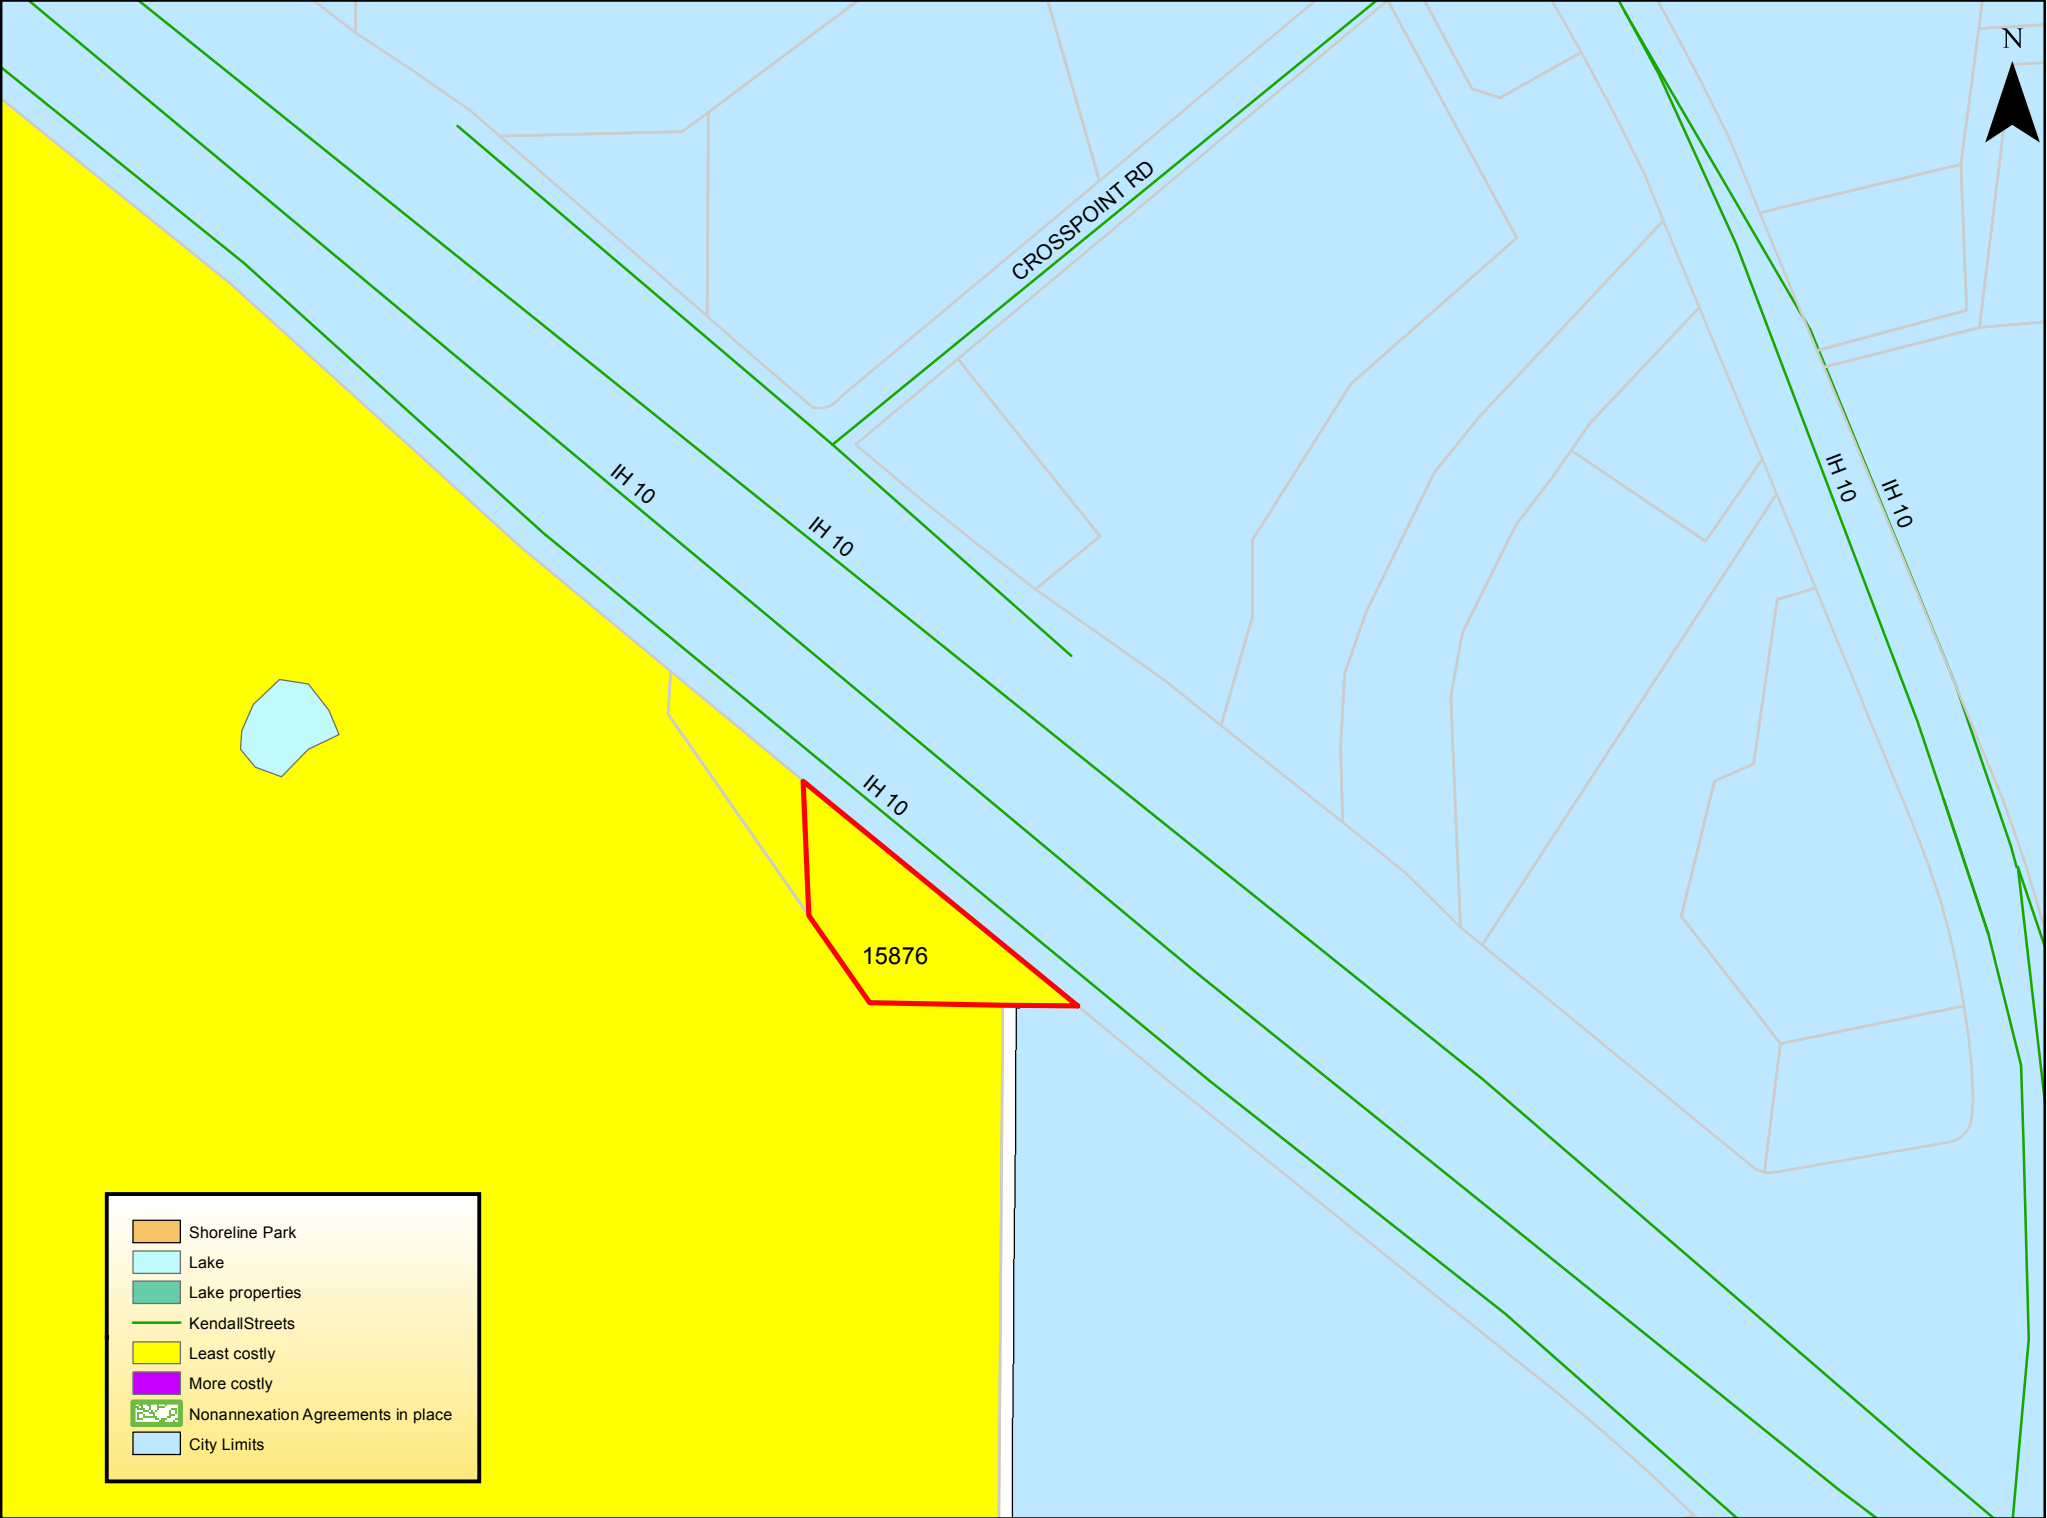 N
CROSSPOINT RD
IH 10
IH 10
IH 10
IH 10
IH 10
15876
Shoreline Park
Lake
Lake properties
KendallStreets
Least costly
More costly
Nonannexation Agreements in place
City Limits